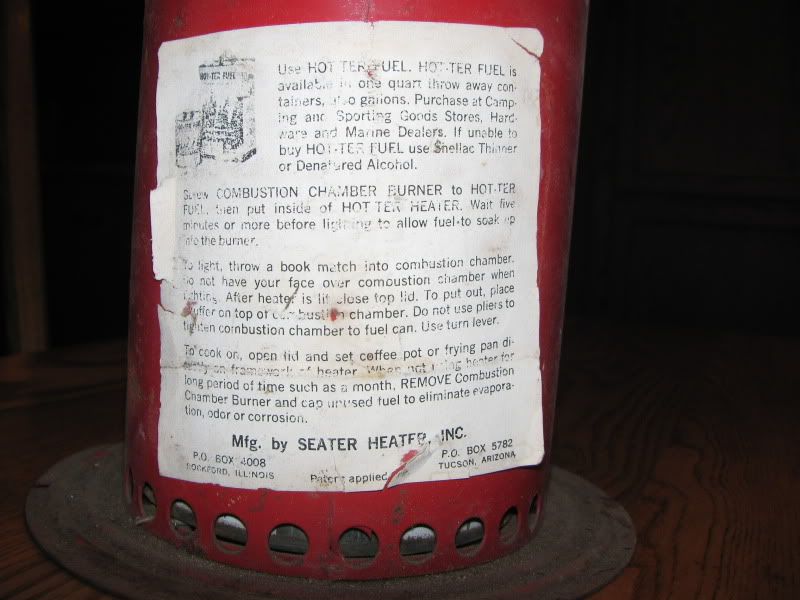 HOT-TER FUEL
Use HOT TER FUEL. HOT-TER FUEL is
available in one quart throw away con-
tainers, also gallons. Purchase at Camp-
ing and Sporting Goods Stores, Hard-
ware and Marine Dealers. If unable to
buy HOT-TER FUEL use Shellac Thinner
or Denatured Alcohol.
Screw COMBUSTION CHAMBER BURNER to HOT-TER
FUEL, then put inside of HOT TER HEATER. Wait five
minutes or more before lighting to allow fuel to soak up
into the burner.
To light, throw a book match into combustion chamber.
Do not have your face over combustion chamber when
lighting. After heater is lit close top lid. To put out, place
snuffer on top of combustion chamber. Do not use pliers to
tighten combustion chamber to fuel can. Use turn lever.
To cook on, open lid and set coffee pot or frying pan di-
rectly on framework of heater. When not using heater for
long period of time such as a month, REMOVE Combustion
Chamber Burner and cap unused fuel to eliminate evapora-
tion, odor or corrosion.
Mfg. by SEATER HEATER, INC.
P.O. BOX 4008
ROCKFORD, ILLINOIS
Patent applied
P.O. BOX 5782
TUCSON, ARIZONA